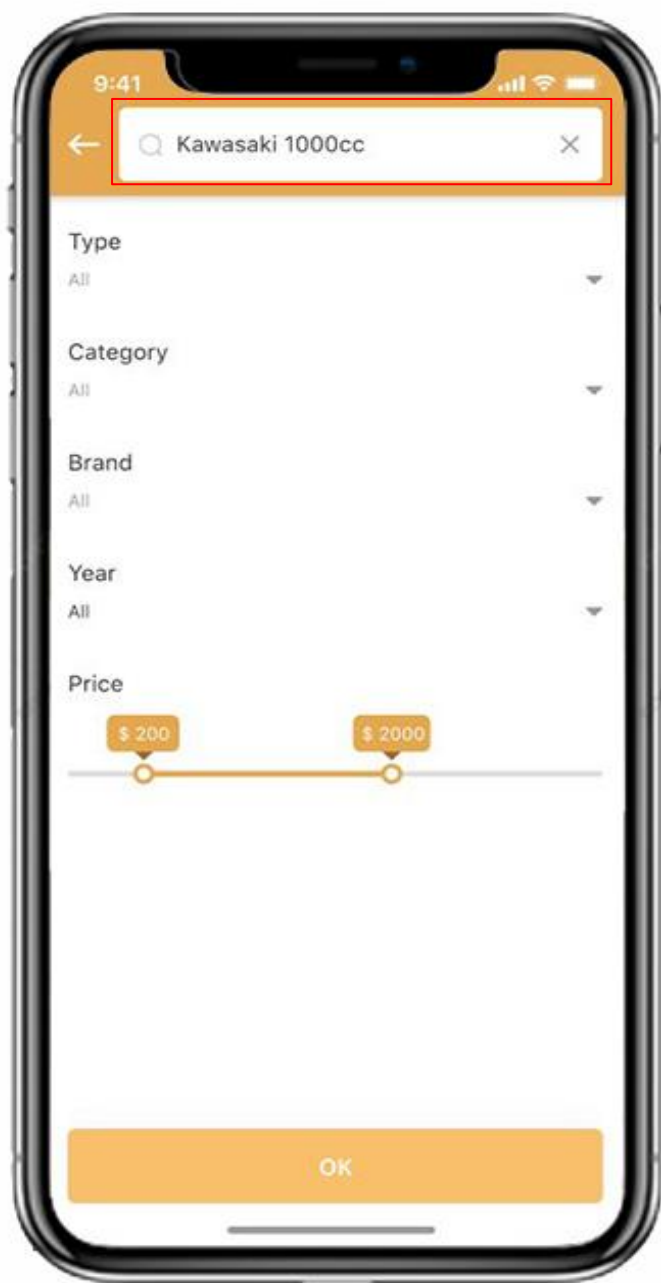 9:41
Kawasaki 1000cc
Type
All
Category
All
Brand
All
Year
All
Price
$ 200
$ 2000
OK